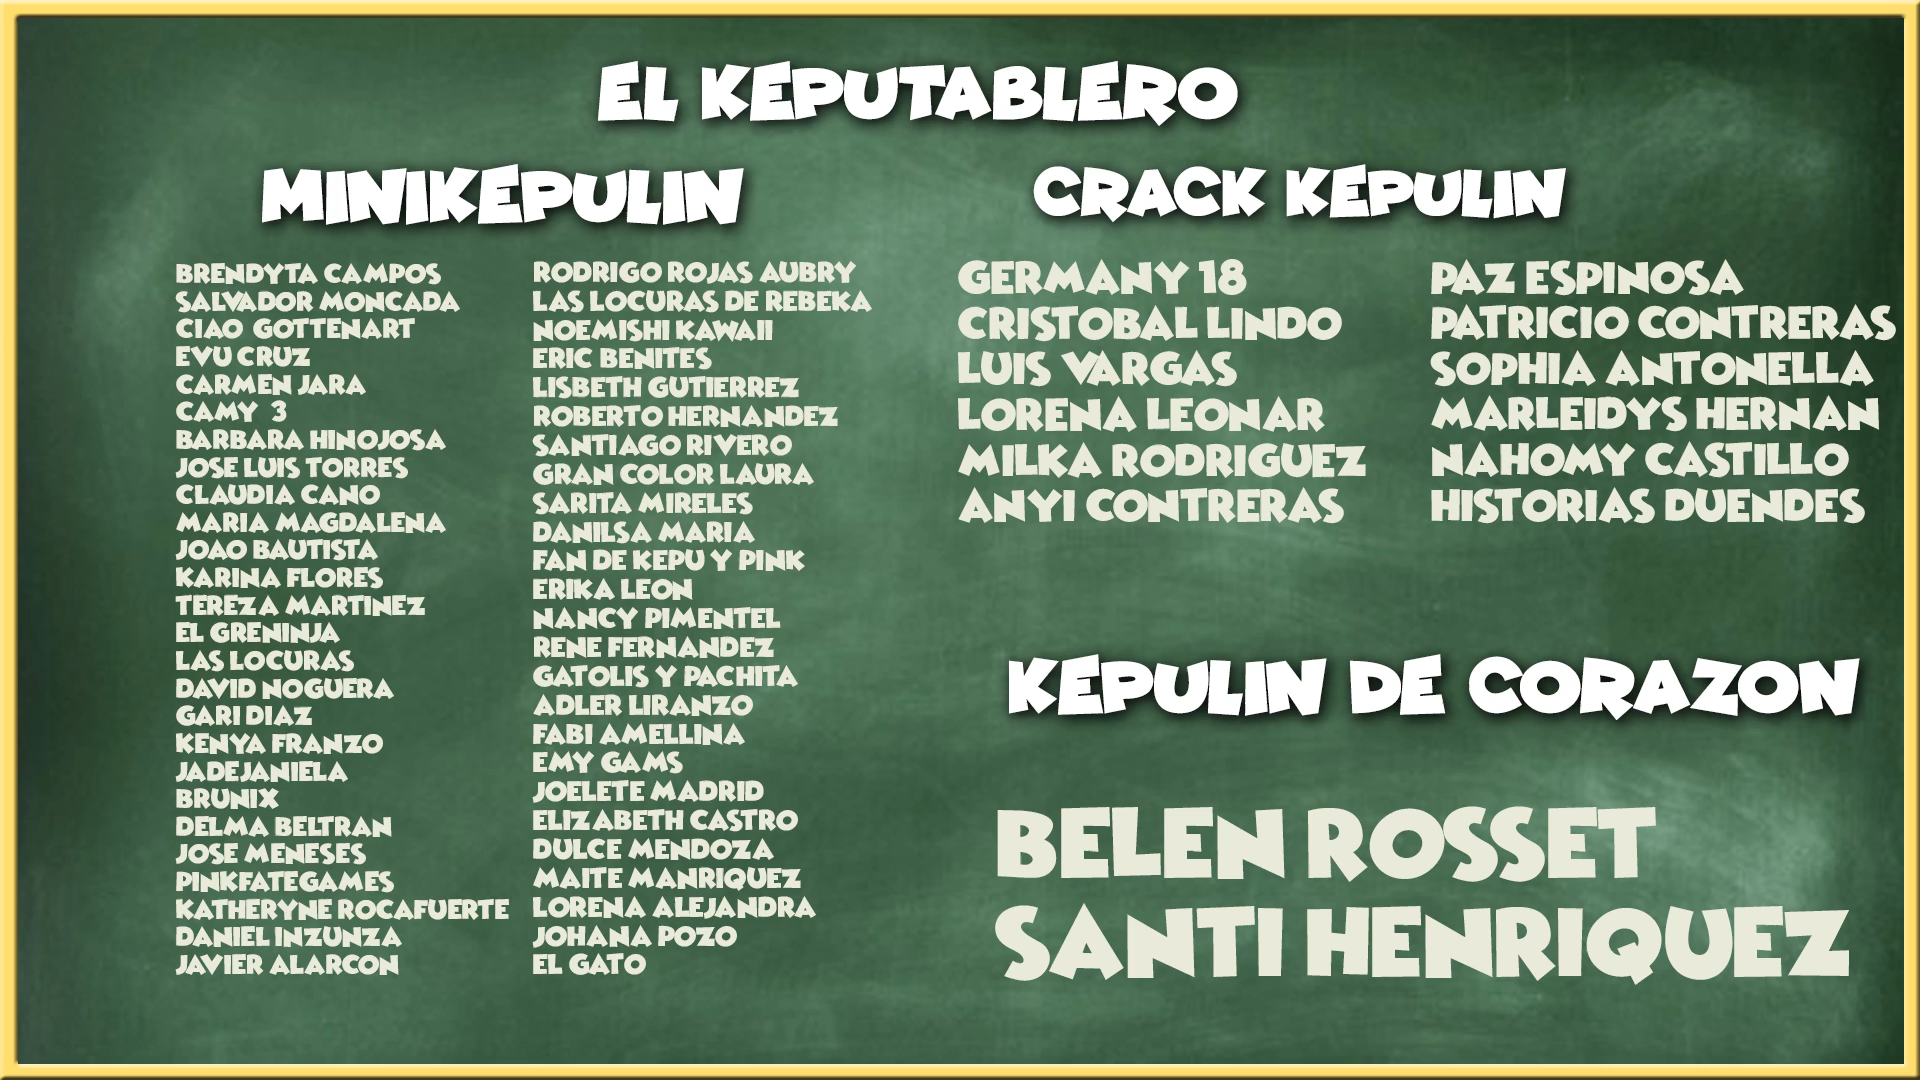 EL KEPUTABLERO
MINIKEPULIN
BRENDYTA CAMPOS
SALVADOR MONCADA
CIAO GOTTENART
EVU CRUZ
CARMEN JARA
CAMY 3
BARBARA HINOJOSA
JOSE LUIS TORRES
CLAUDIA CANO
MARIA MAGDALENA
JOAO BAUTISTA
KARINA FLORES
TEREZA MARTINEZ
EL GRENINJA
LAS LOCURAS
DAVID NOGUERA
GARI DIAZ
KENYA FRANZO
JADEJANIELA
BRUNIX
DELMA BELTRAN
JOSE MENESES
PINKFATEGAMES
KATHERYNE ROCAFUERTE
DANIEL INZUNZA
JAVIER ALARCON
RODRIGO ROJAS AUBRY
LAS LOCURAS DE REBEKA
NOEMISHI KAWAII
ERIC BENITES
LISBETH GUTIERREZ
ROBERTO HERNANDEZ
SANTIAGO RIVERO
GRAN COLOR LAURA
SARITA MIRELES
DANILSA MARIA
FAN DE KEPU Y PINK
ERIKA LEON
NANCY PIMENTEL
RENE FERNANDEZ
GATOLIS Y PACHITA
ADLER LIRANZO
FABI AMELLINA
EMY GAMS
JOELETE MADRID
ELIZABETH CASTRO
DULCE MENDOZA
MAITE MANRIQUEZ
LORENA ALEJANDRA
JOHANA POZO
EL GATO
CRACK KEPULIN
GERMANY 18
CRISTOBAL LINDO
LUIS VARGAS
LORENA LEONAR
MILKA RODRIGUEZ
ANYI CONTRERAS
PAZ ESPINOSA
PATRICIO CONTRERAS
SOPHIA ANTONELLA
MARLEIDYS HERNAN
NAHOMY CASTILLO
HISTORIAS DUENDES
KEPULIN DE CORAZON
BELEN ROSSET
SANTI HENRIQUEZ